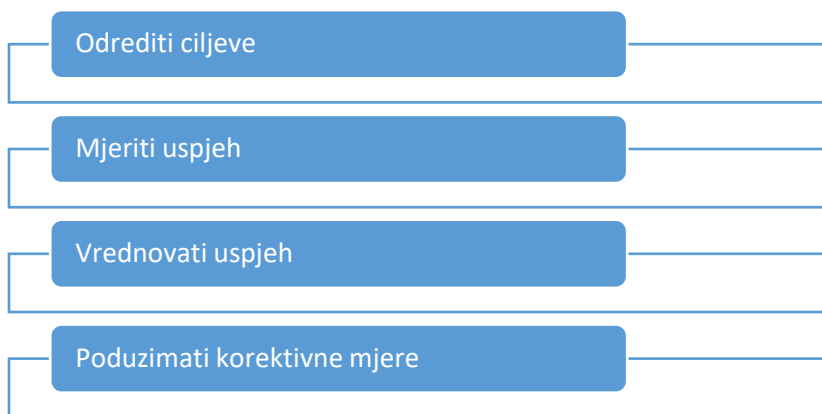 Odrediti ciljeve
Mjeriti uspjeh
Vrednovati uspjeh
Poduzimati korektivne mjere